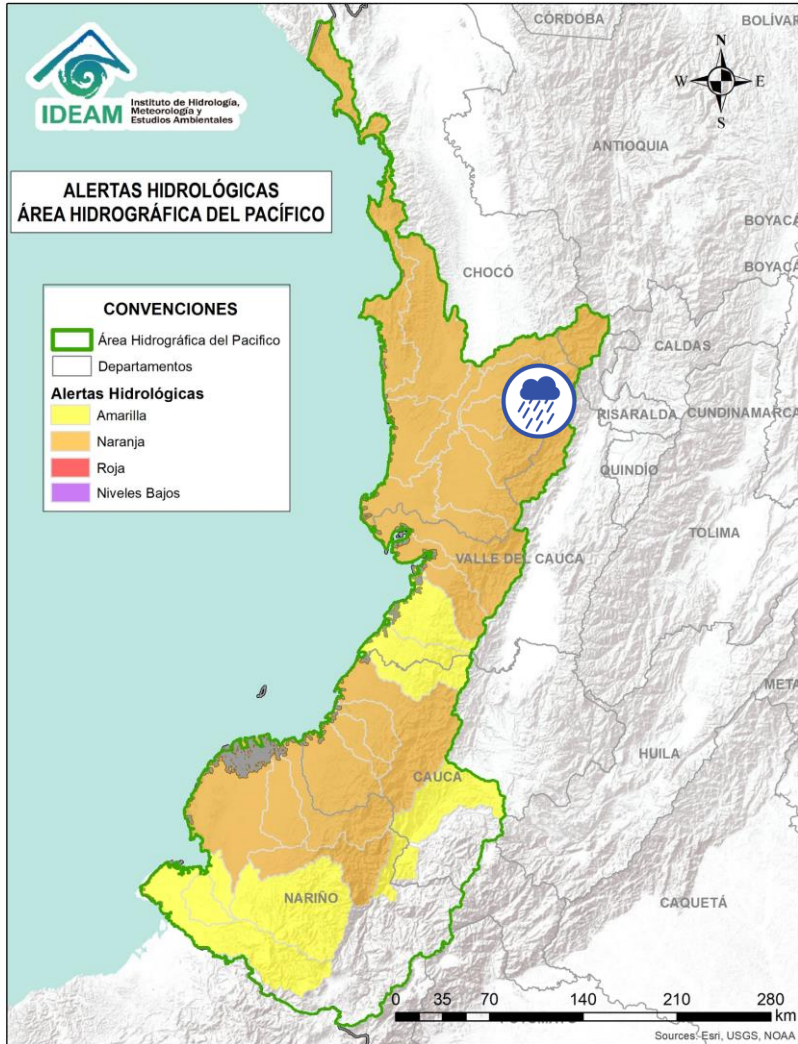 CÓRDOBA
BOLÍVAR
N
W
E
S
IDEAM
Instituto de Hidrología,
Meteorología y
Estudios Ambientales
ANTIOQUIA
ALERTAS HIDROLÓGICAS
ÁREA HIDROGRÁFICA DEL PACÍFICO
BOYACÁ
BOYACÁ
CHOCÓ
CONVENCIONES
Área Hidrográfica del Pacifico
Departamentos
Alertas Hidrológicas
Amarilla
Naranja
Roja
Niveles Bajos
CALDAS
RISARALDA
CUNDINAMARCA
QUINDÍO
TOLIMA
VALLE DEL CAUCA
META
HUILA
CAUCA
NARIÑO
CAQUETÁ
0 35 70 140 210 280
km
Sources: Esri, USGS, NOAA